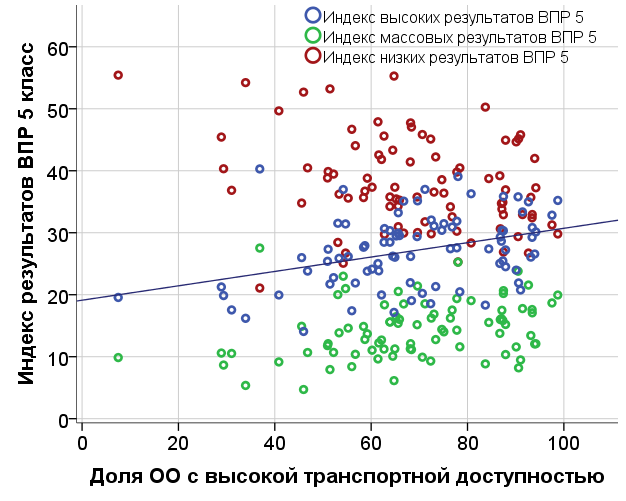 Индекс высоких результатов ВПР 5
Индекс массовых результатов ВПР 5
Индекс низких результатов ВПР 5
Индекс результатов ВПР 5 класс
60
50
40
30
20
10
0
0 20 40 60 80 100
Доля ОО с высокой транспортной доступностью